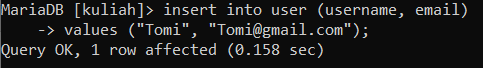 MariaDB [kuliah]> insert into user (username, email)
    -> values ("Tomi", "Tomi@gmail.com");
Query OK, 1 row affected (0.158 sec)